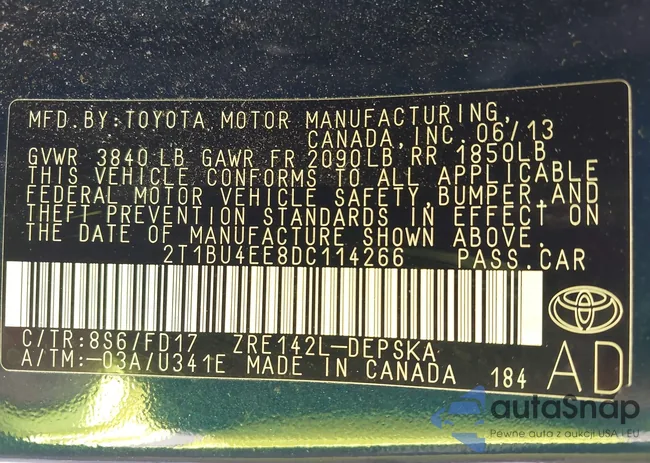 MFD. BY: TOYOTA MOTOR MANUFACTURING,
CANADA, INC. 06/13
GVWR 3840 LB GAWR FR 2090LB RR 1850LB
THIS VEHICLE CONFORMS TO ALL APPLICABLE
FEDERAL MOTOR VEHICLE SAFETY, BUMPER, AND
THEFT PREVENTION STANDARDS IN EFFECT ON
THE DATE OF MANUFACTURE SHOWN ABOVE.
2T1BU4EE8DC114266 PASS. CAR
C/TR: 8S6/FD17 ZRE142L-DEPSKA
A/TM: -03A/U341E MADE IN CANADA 184 AD
autaSnap
Pewne auta z aukcji USA i EU